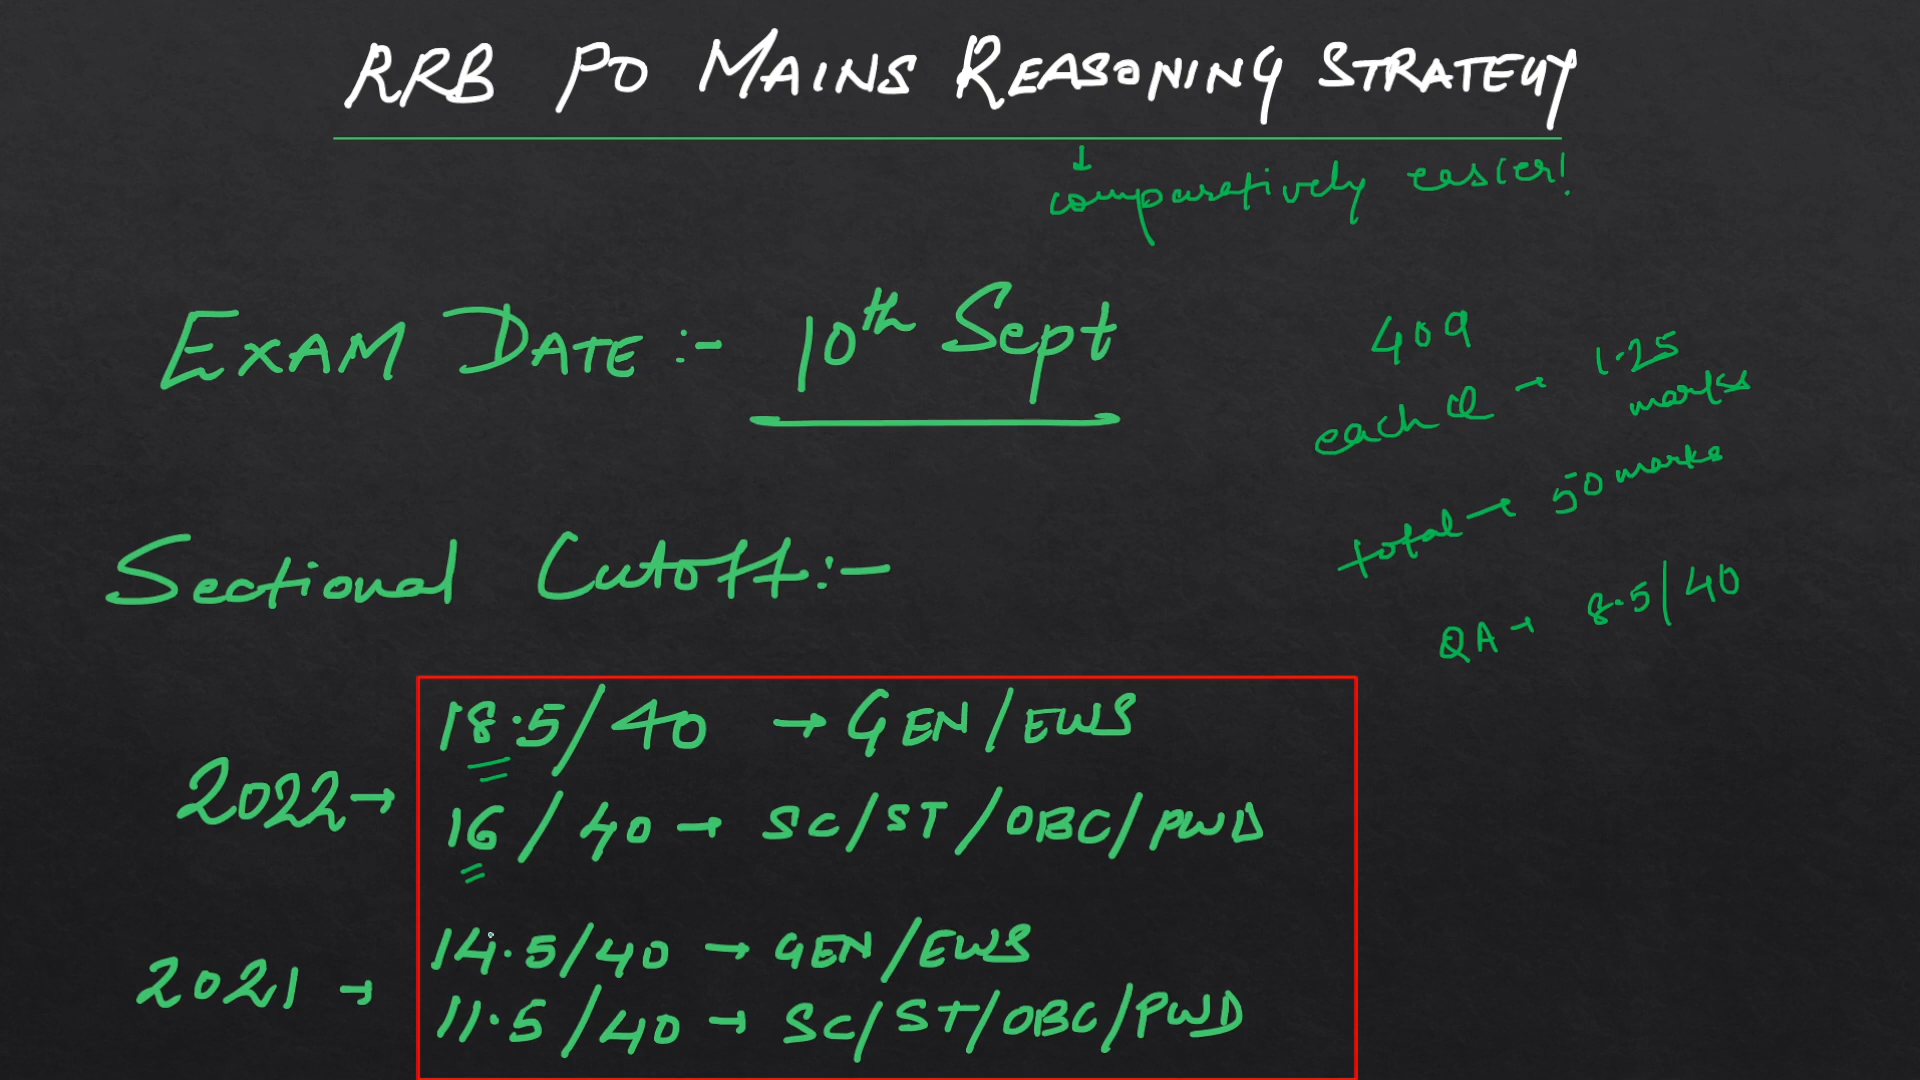 RRB PO MAINS REASONING STRATEGY
↓
comparatively easier!
EXAM DATE :- 10th Sept
40q
each Q → 1.25 marks
total → 50 marks
QA → 8.5/40
Sectional Cutoff :-
2022 → 18.5/40 → GEN/EWS
16/40 → SC/ST/OBC/PWD
2021 → 14.5/40 → GEN/EWS
11.5/40 → SC/ST/OBC/PWD